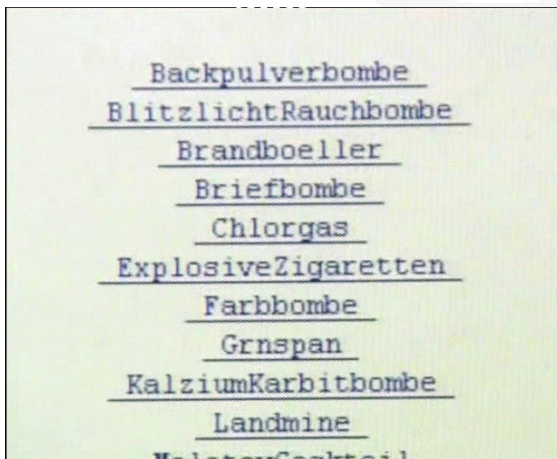 Backpulverbombe
BlitzlichtRauchbombe
Brandboeller
Briefbombe
Chlorgas
ExplosiveZigaretten
Farbbombe
Grnspan
KalziumKarbitbombe
Landmine